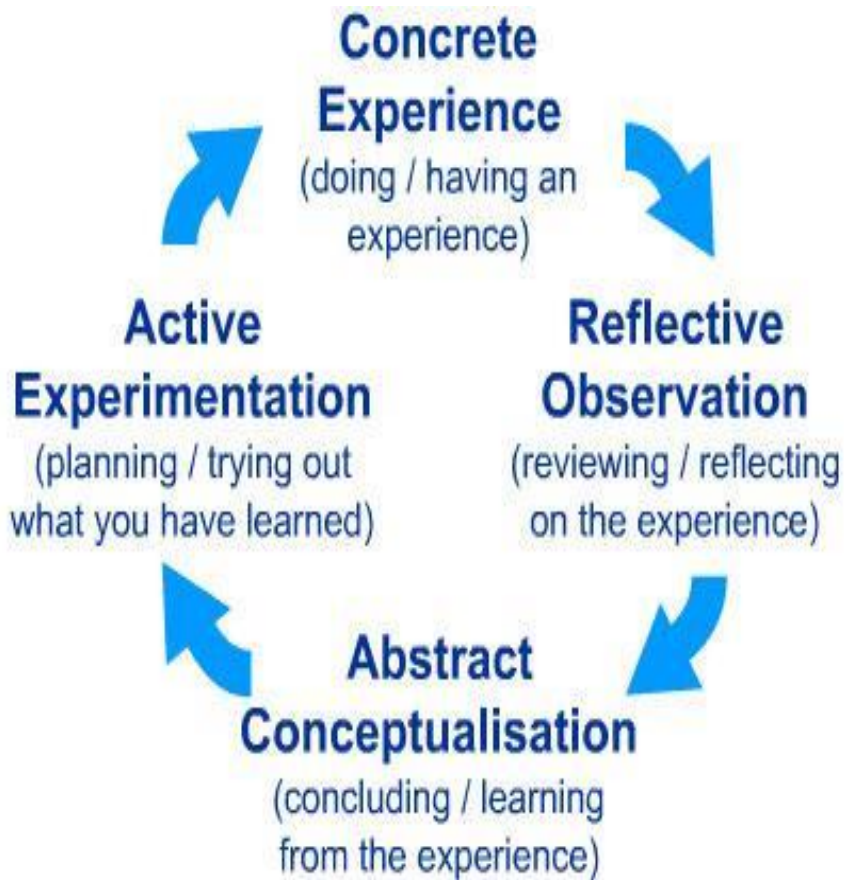 Concrete
Experience
(doing / having an
experience)
Reflective
Observation
(reviewing / reflecting
on the experience)
Abstract
Conceptualisation
(concluding / learning
from the experience)
Active
Experimentation
(planning / trying out
what you have learned)